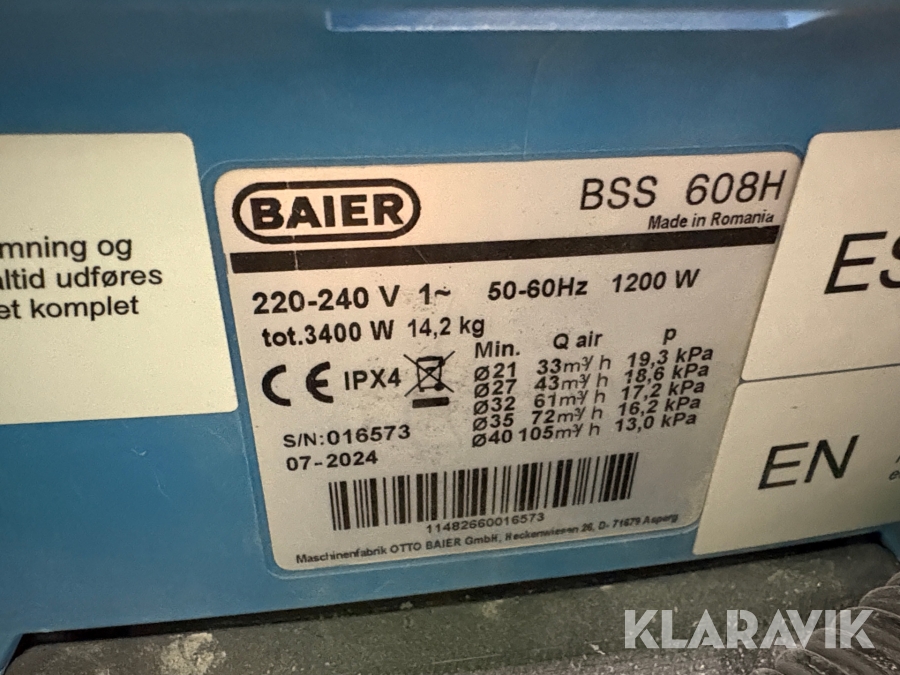 mning og
altid udføres
et komplet
BAIER
BSS 608H
Made in Romania
220-240 V 1~ 50-60Hz 1200 W
tot.3400 W 14,2 kg
CE IPX4
Min. Q air p
Ø21 33m³/h 19,3 kPa
Ø27 43m³/h 18,6 kPa
Ø32 61m³/h 17,2 kPa
Ø35 72m³/h 16,2 kPa
Ø40 105m³/h 13,0 kPa
S/N:016573
07-2024
11482660016573
Maschinenfabrik OTTO BAIER GmbH, Heckenwiesen 26, D- 71679 Asperg
ES
EN
KLARAVIK